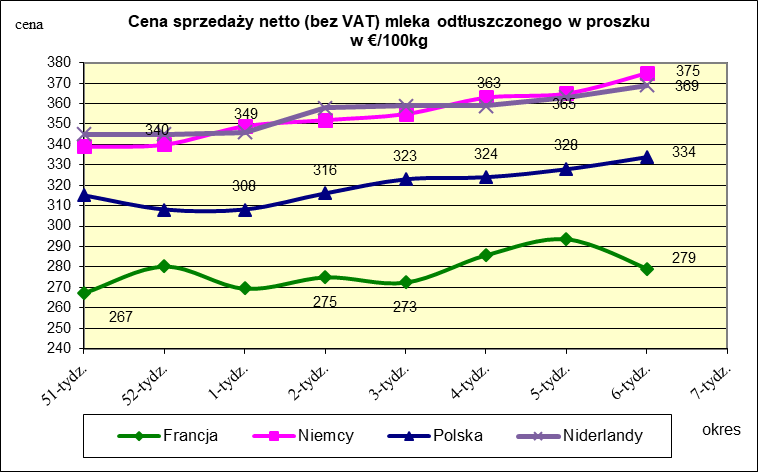 cena
Cena sprzedaży netto (bez VAT) mleka odtłuszczonego w proszku
w €/100kg
380
370
360
350
340
330
320
310
300
290
280
270
260
250
240
375
369
363
365
349
340
334
328
324
323
316
308
279
275
273
267
51-tydz.
52-tydz.
1-tydz.
2-tydz.
3-tydz.
4-tydz.
5-tydz.
6-tydz.
7-tydz.
okres
Francja
Niemcy
Polska
Niderlandy